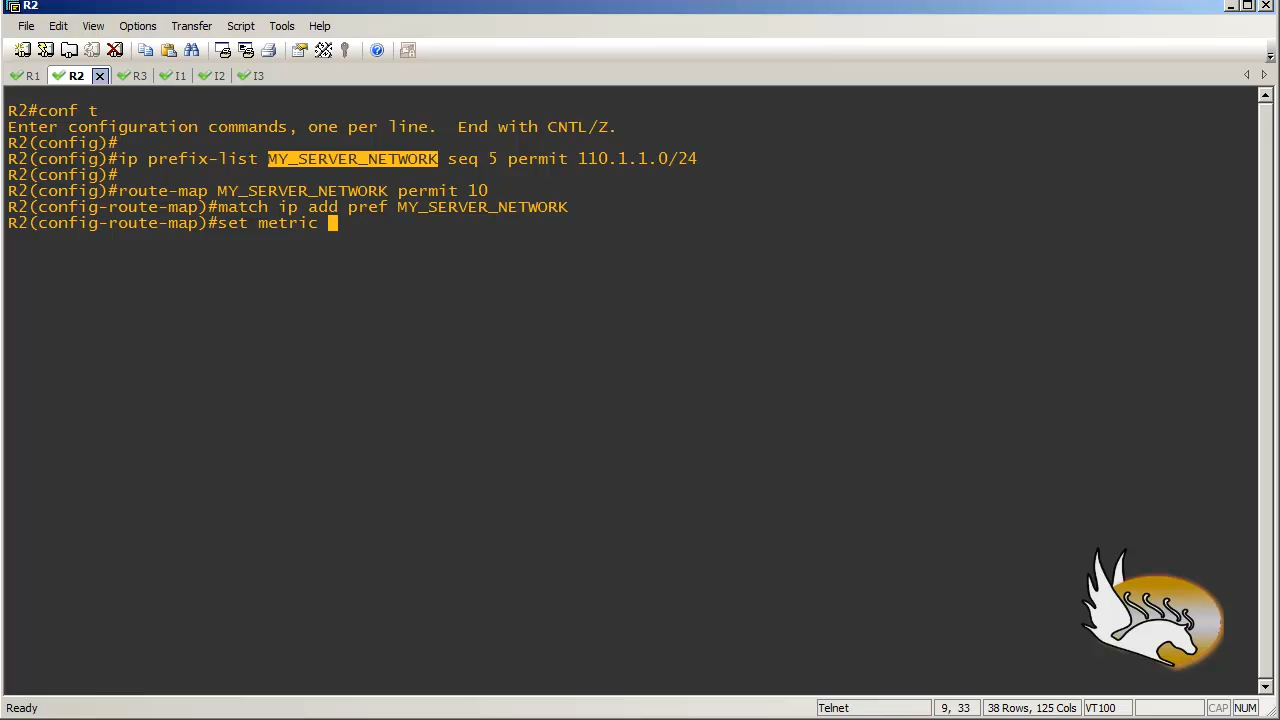 R2
File Edit View Options Transfer Script Tools Help
R1 R2 R3 I1 I2 I3
R2#conf t
Enter configuration commands, one per line.  End with CNTL/Z.
R2(config)#
R2(config)#ip prefix-list MY_SERVER_NETWORK seq 5 permit 110.1.1.0/24
R2(config)#
R2(config)#route-map MY_SERVER_NETWORK permit 10
R2(config-route-map)#match ip add pref MY_SERVER_NETWORK
R2(config-route-map)#set metric
Ready Telnet 9, 33 38 Rows, 125 Cols VT100 CAP NUM